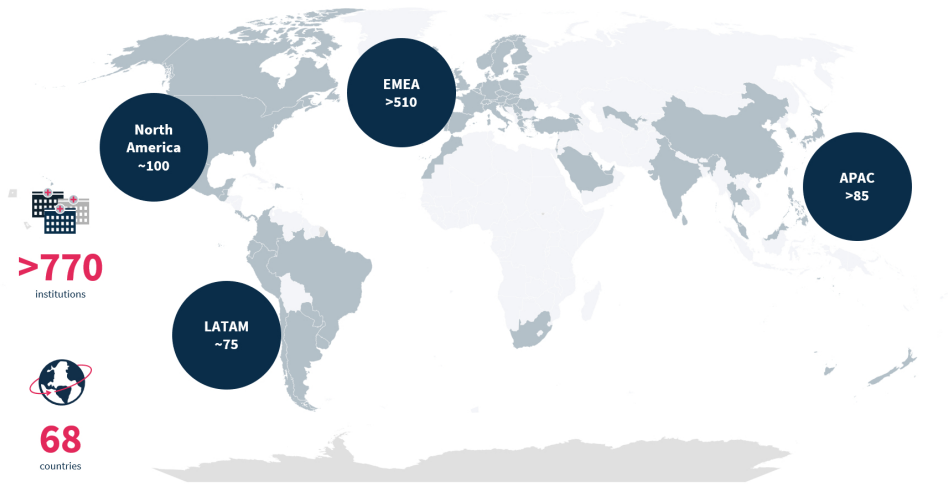 EMEA
>510
North
America
~100
APAC
>85
>770
institutions
LATAM
~75
68
countries